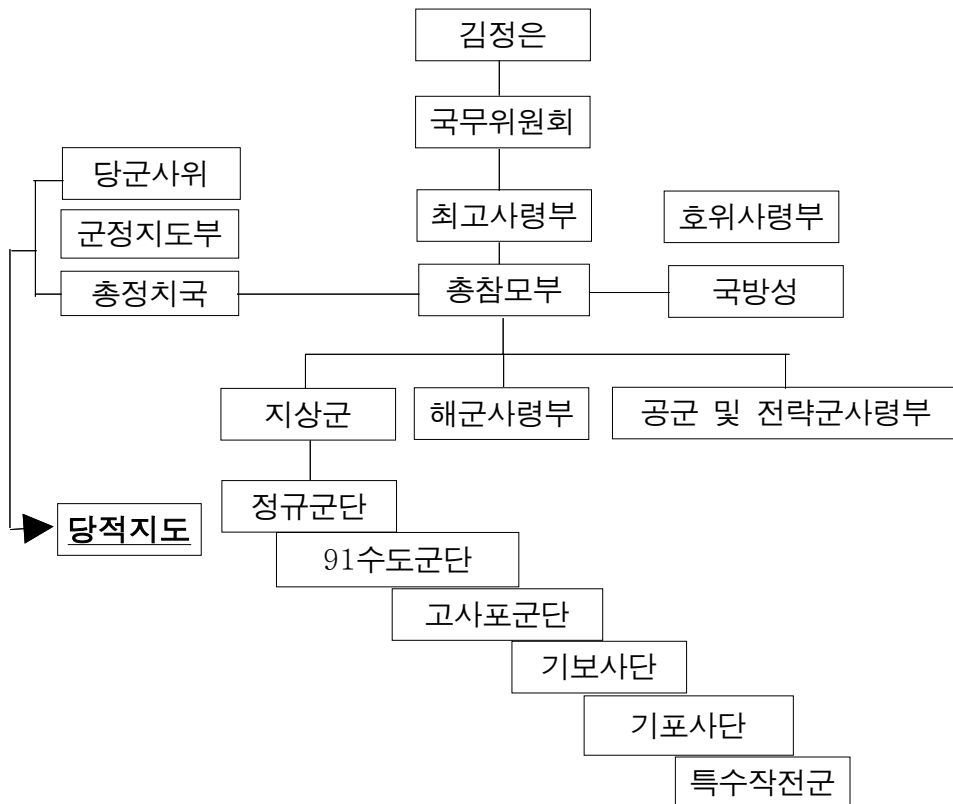 김정은
국무위원회
당군사위
최고사령부
호위사령부
군정지도부
총정치국
총참모부
국방성
지상군
해군사령부
공군 및 전략군사령부
정규군단
당적지도
91수도군단
고사포군단
기보사단
기포사단
특수작전군